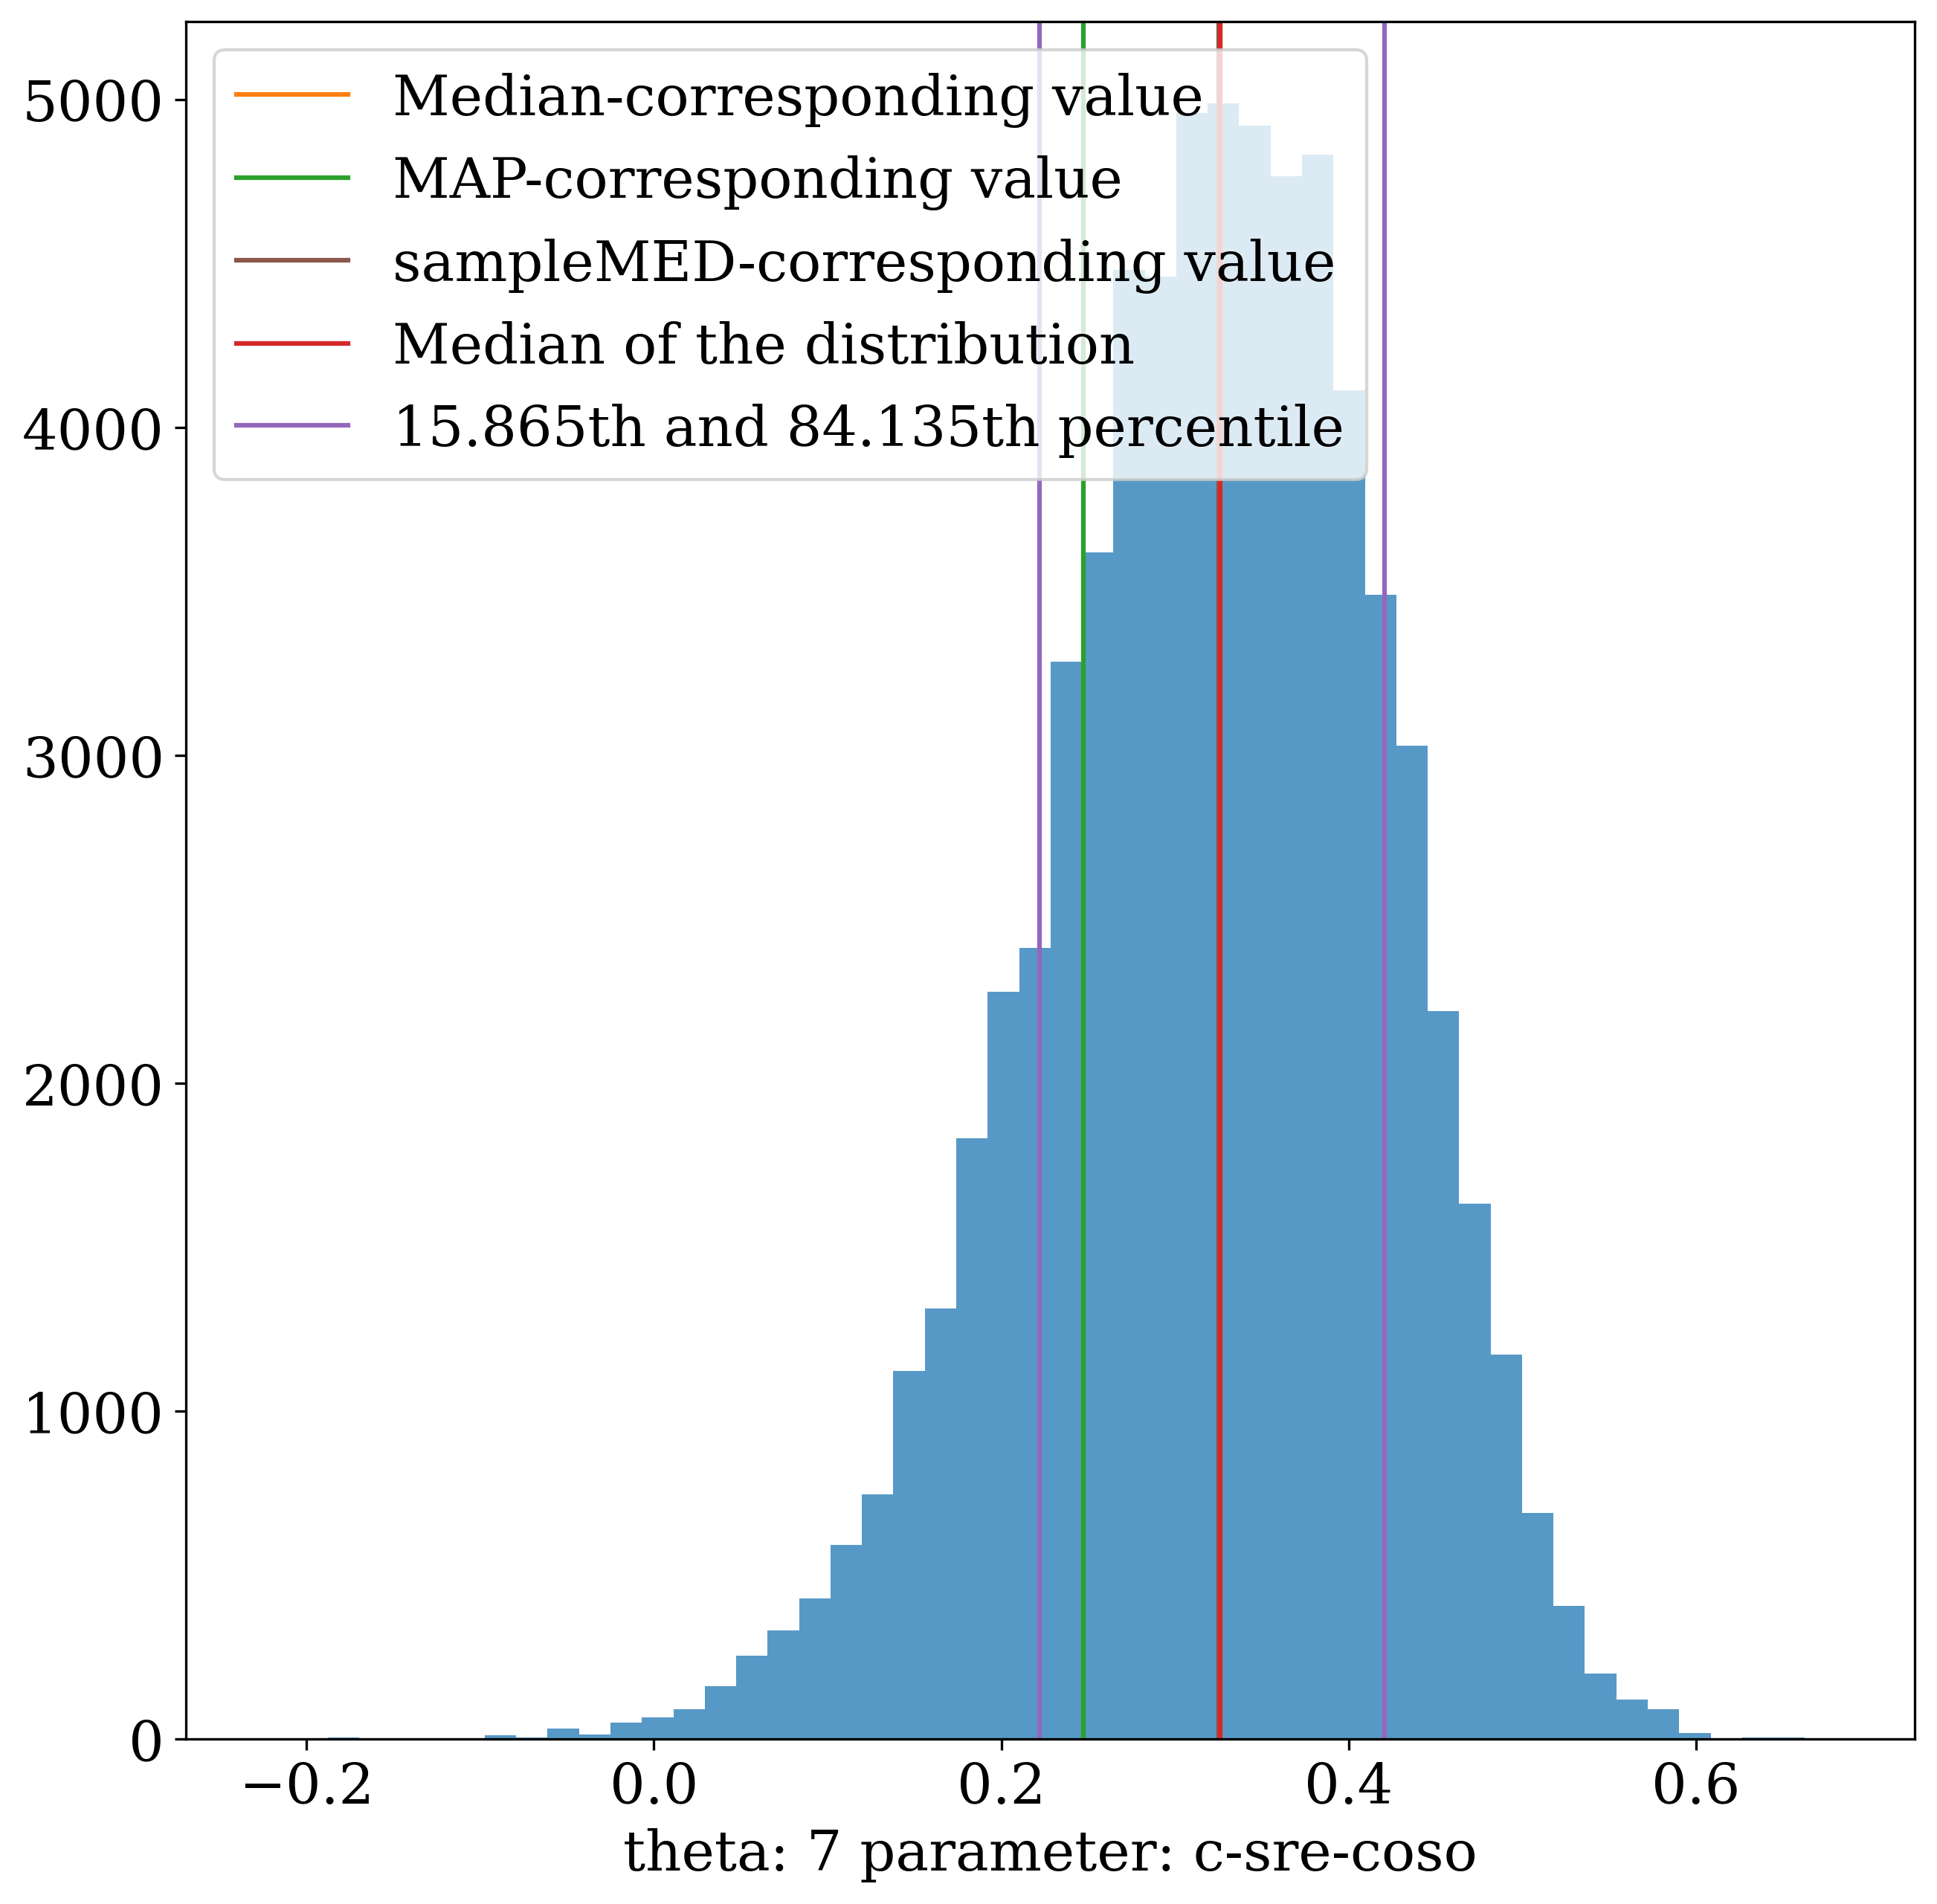 5000
4000
3000
2000
1000
0
Median-corresponding value
MAP-corresponding value
sampleMED-corresponding value
Median of the distribution
15.865th and 84.135th percentile
−0.2 0.0 0.2 0.4 0.6
theta: 7 parameter: c-sre-coso